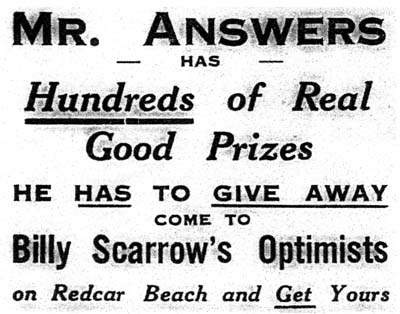 MR. ANSWERS
— HAS —
Hundreds of Real
Good Prizes
HE HAS TO GIVE AWAY
COME TO
Billy Scarrow's Optimists
on Redcar Beach and Get Yours